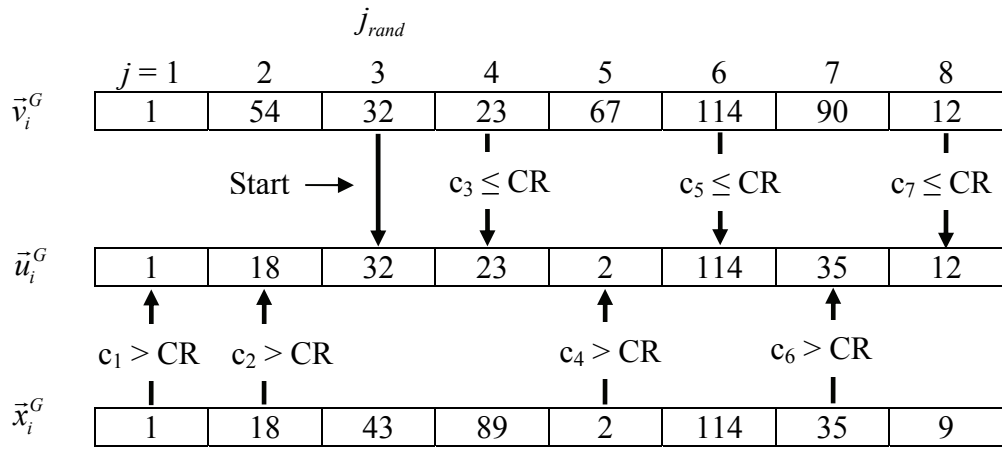 j_rand
j = 1 2 3 4 5 6 7 8
v⃗_i^G 1 54 32 23 67 114 90 12
Start c₃ ≤ CR c₅ ≤ CR c₇ ≤ CR
u⃗_i^G 1 18 32 23 2 114 35 12
c₁ > CR c₂ > CR c₄ > CR c₆ > CR
x⃗_i^G 1 18 43 89 2 114 35 9